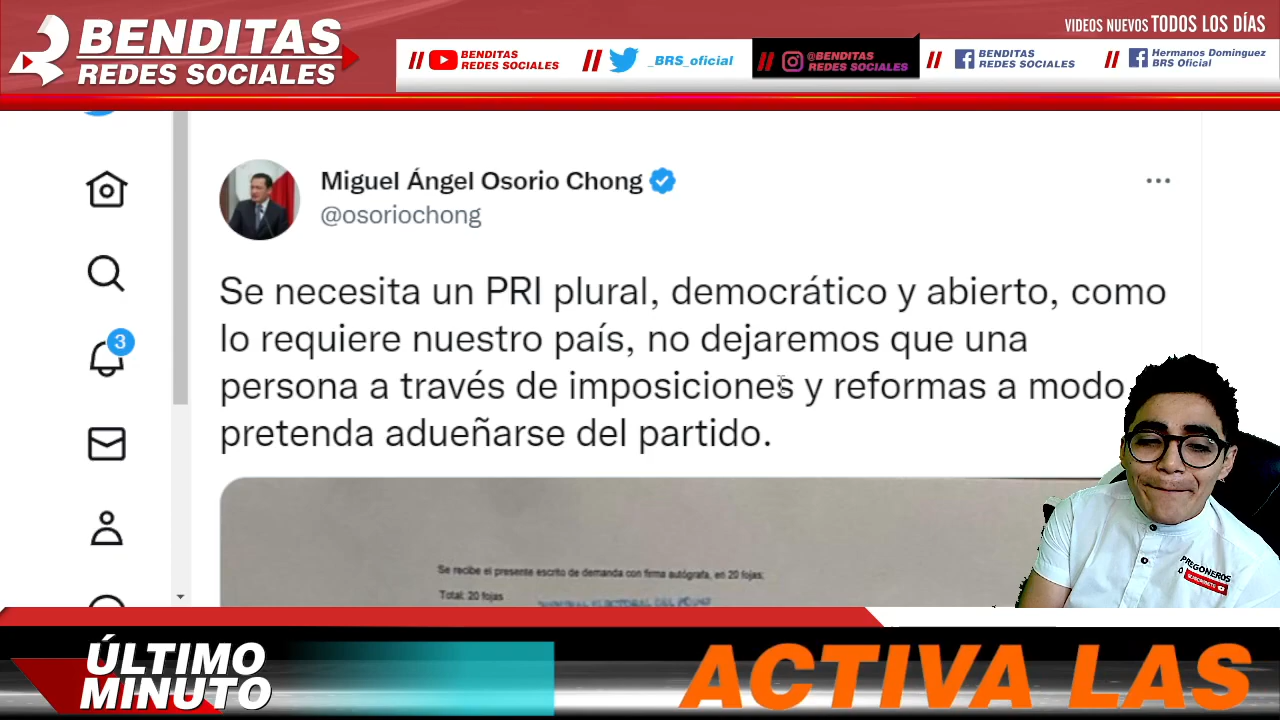 BENDITAS
REDES SOCIALES
VIDEOS NUEVOS TODOS LOS DÍAS
// BENDITAS
REDES SOCIALES
// _BRS_oficial
// @BENDITAS
REDES SOCIALES
// BENDITAS
REDES SOCIALES
// Hermanos Dominguez
BRS Oficial
Miguel Ángel Osorio Chong
@osoriochong
3
Se necesita un PRI plural, democrático y abierto, como
lo requiere nuestro país, no dejaremos que una
persona a través de imposiciones y reformas a modo
pretenda adueñarse del partido.
Se recibe el presente escrito de demanda con firma autógrafa, en 20 fojas;
Total: 20 fojas
PREGONEROS
ÚLTIMO
MINUTO
ACTIVA LAS